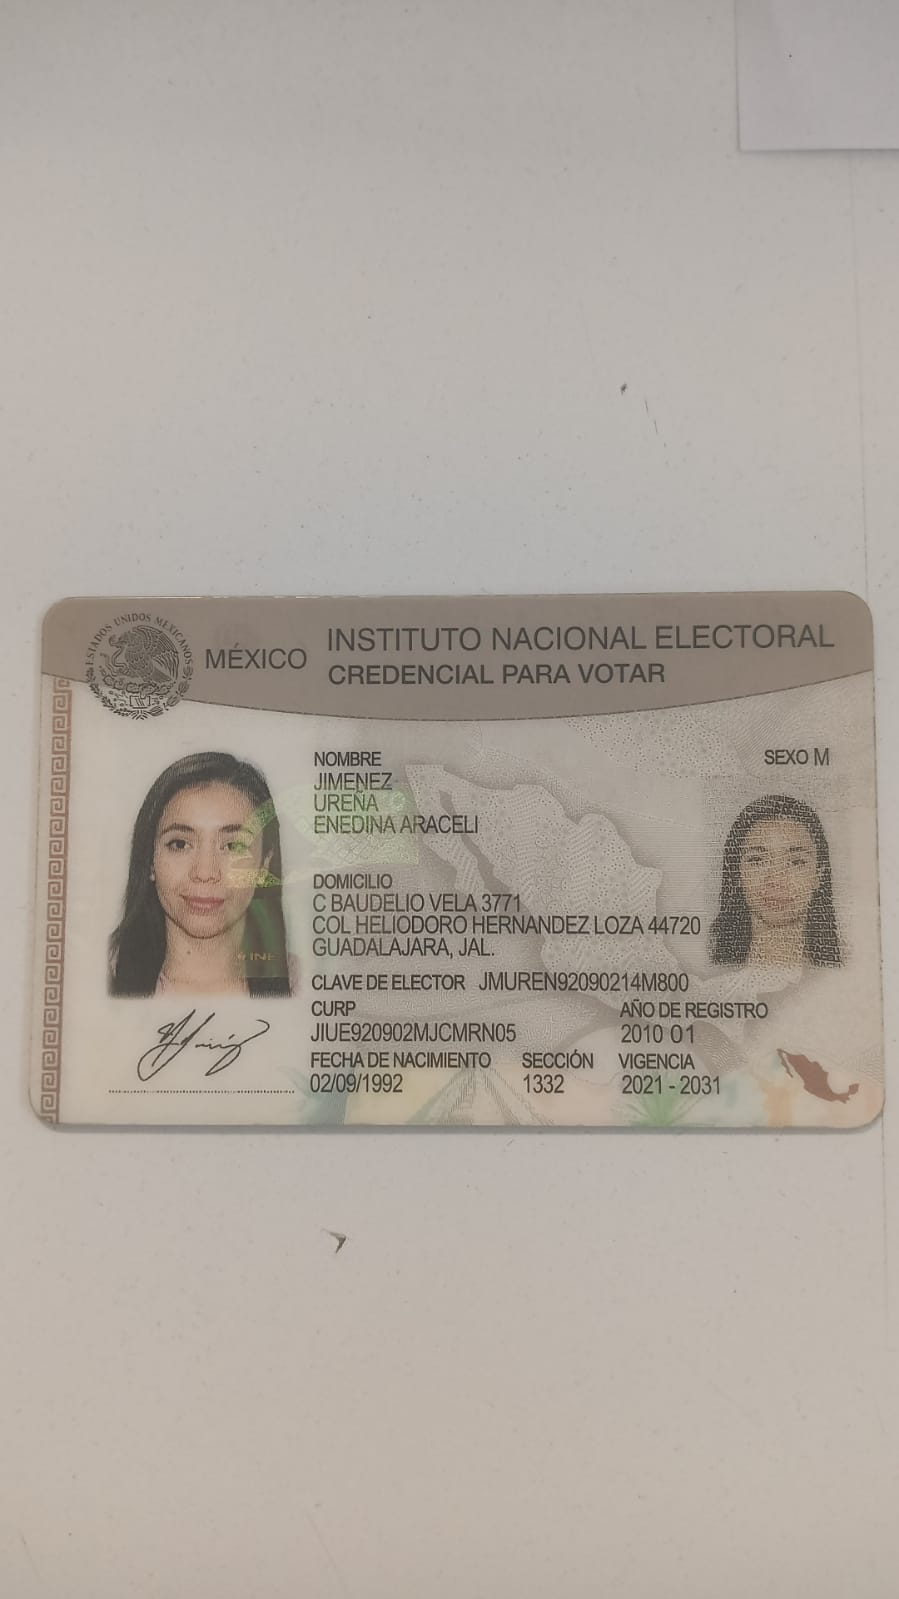 ESTADOS UNIDOS MEXICANOS
MÉXICO
INSTITUTO NACIONAL ELECTORAL
CREDENCIAL PARA VOTAR
NOMBRE
SEXO M
JIMENEZ
UREÑA
ENEDINA ARACELI
DOMICILIO
C BAUDELIO VELA 3771
COL HELIODORO HERNANDEZ LOZA 44720
GUADALAJARA, JAL.
INE
CLAVE DE ELECTOR JMUREN92090214M800
CURP
AÑO DE REGISTRO
JIUE920902MJCMRN05
2010 01
FECHA DE NACIMIENTO
SECCIÓN
VIGENCIA
02/09/1992
1332
2021 - 2031